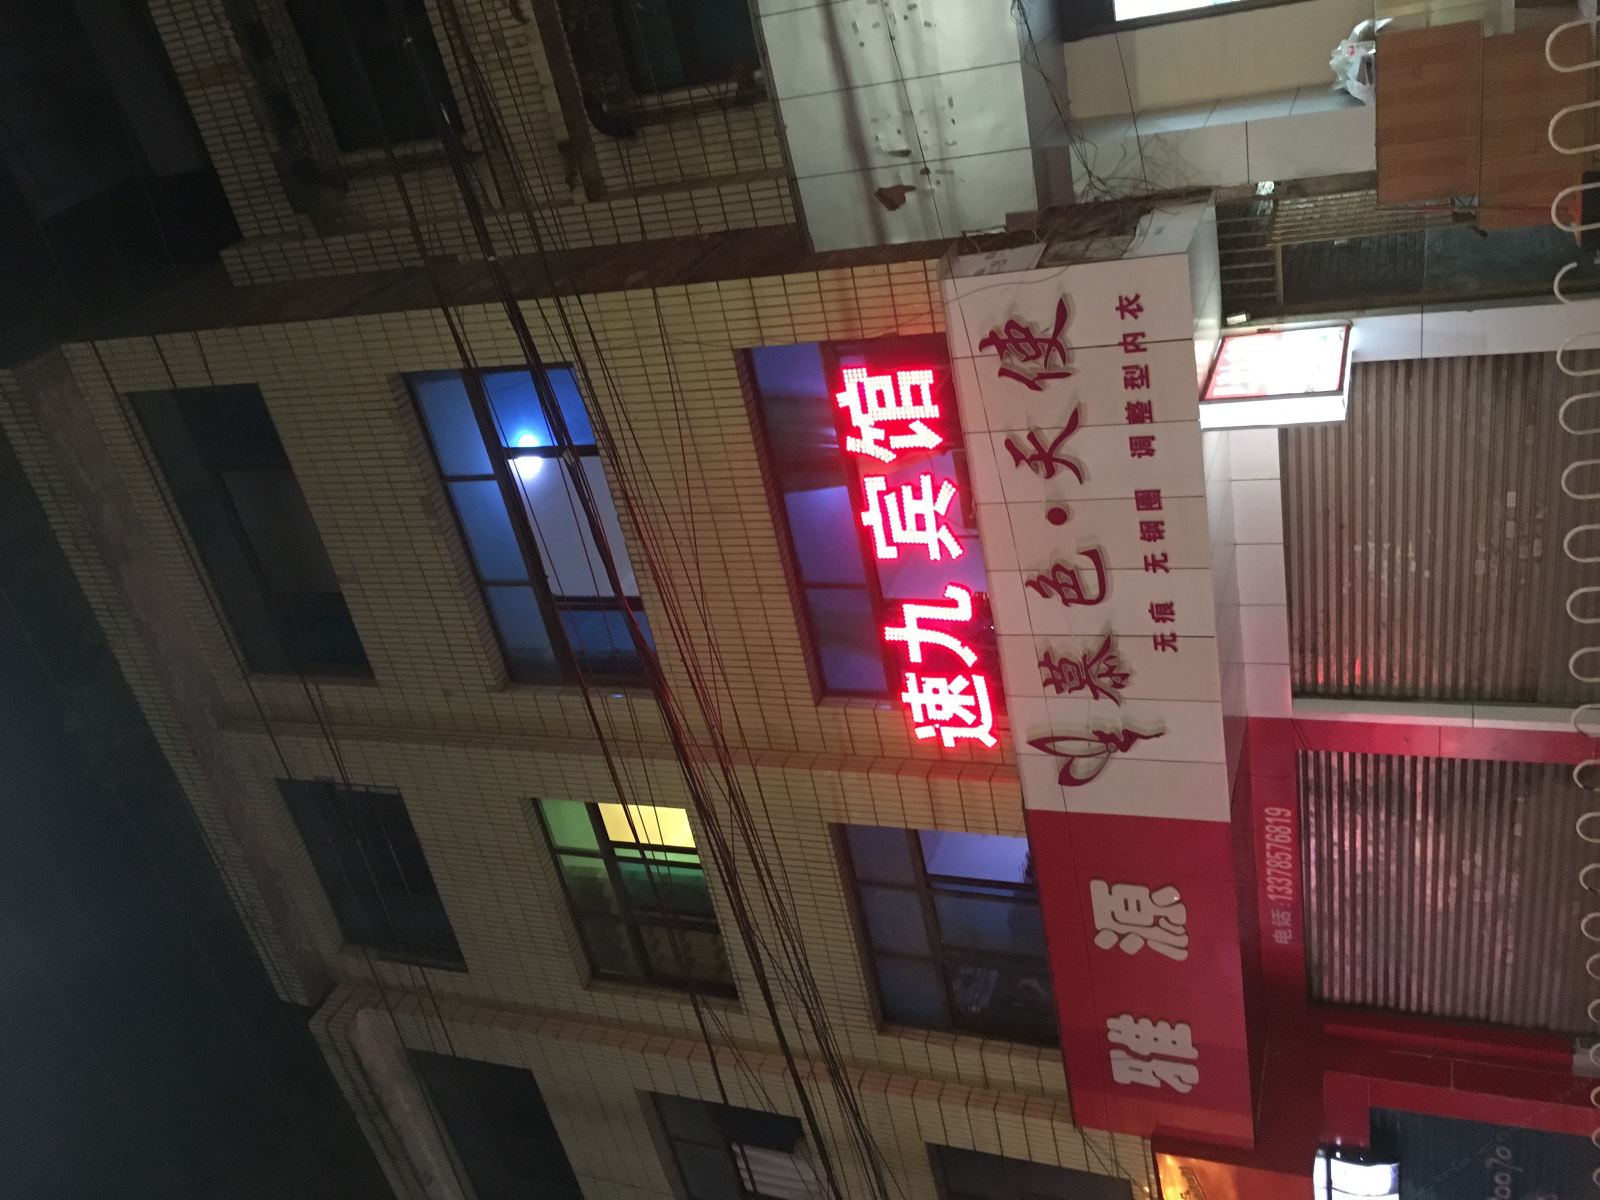 速九宾馆
慕色·天使
无痕 无钢圈 调整型内衣
雅源
电话:13378576819